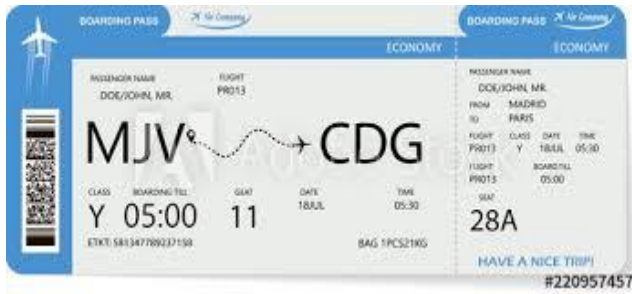 BOARDING PASS
Air Company
ECONOMY
PASSENGER NAME FLIGHT
DOE/JOHN, MR. PR013
MJV CDG
CLASS BOARDING TILL SEAT DATE TIME
Y 05:00 11 18JUL 05:30
ETKT: 581347789237158 BAG 1PCS21KG
BOARDING PASS
Air Company
ECONOMY
PASSENGER NAME
DOE/JOHN, MR.
FROM MADRID
TO PARIS
FLIGHT CLASS DATE TIME
PR013 Y 18JUL 05:30
FLIGHT BOARD TILL
PR013 05:00
SEAT
28A
HAVE A NICE TRIP!
#220957457